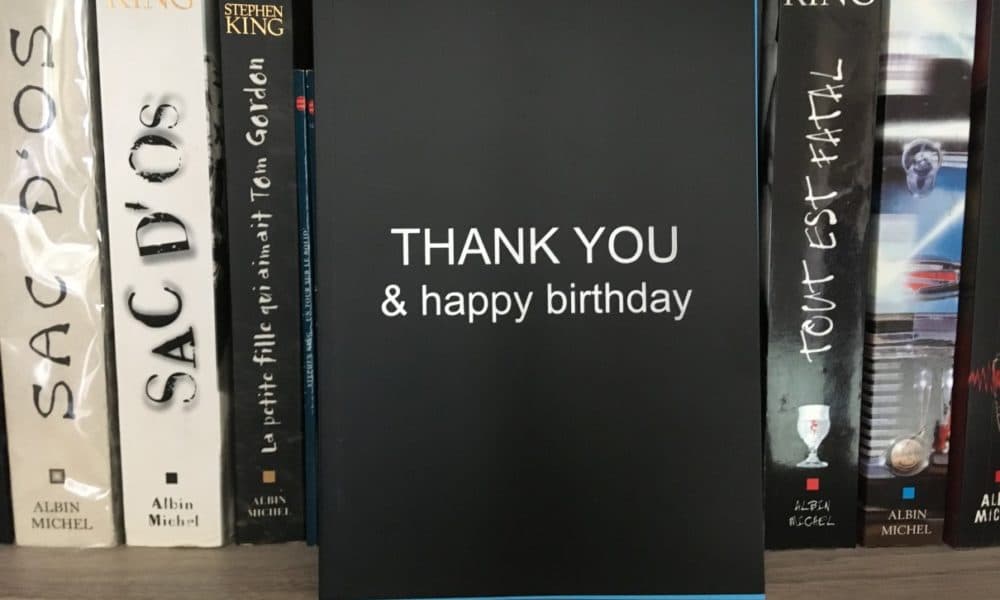 SAC D'OS
ALBIN
MICHEL
KING
SAC D'OS
Albin
Michel
STEPHEN
KING
La petite fille qui aimait Tom Gordon
ALBIN
MICHEL
THANK YOU
& happy birthday
KING
TOUT EST FATAL
ALBIN
MICHEL
ALBIN
MICHEL